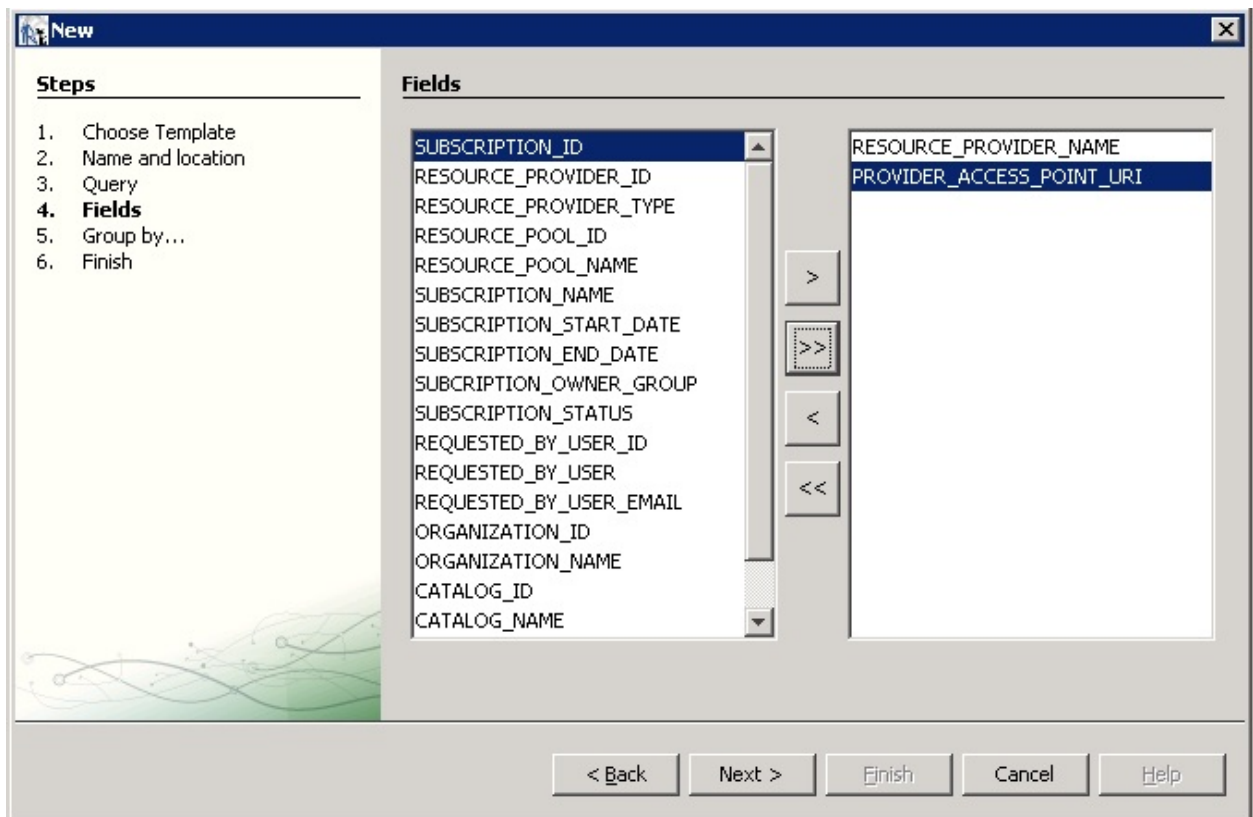 New
Steps
1. Choose Template
2. Name and location
3. Query
4. Fields
5. Group by...
6. Finish
Fields
SUBSCRIPTION_ID
RESOURCE_PROVIDER_ID
RESOURCE_PROVIDER_TYPE
RESOURCE_POOL_ID
RESOURCE_POOL_NAME
SUBSCRIPTION_NAME
SUBSCRIPTION_START_DATE
SUBSCRIPTION_END_DATE
SUBCRIPTION_OWNER_GROUP
SUBSCRIPTION_STATUS
REQUESTED_BY_USER_ID
REQUESTED_BY_USER
REQUESTED_BY_USER_EMAIL
ORGANIZATION_ID
ORGANIZATION_NAME
CATALOG_ID
CATALOG_NAME
>
>>
<
<<
RESOURCE_PROVIDER_NAME
PROVIDER_ACCESS_POINT_URI
< Back Next > Finish Cancel Help